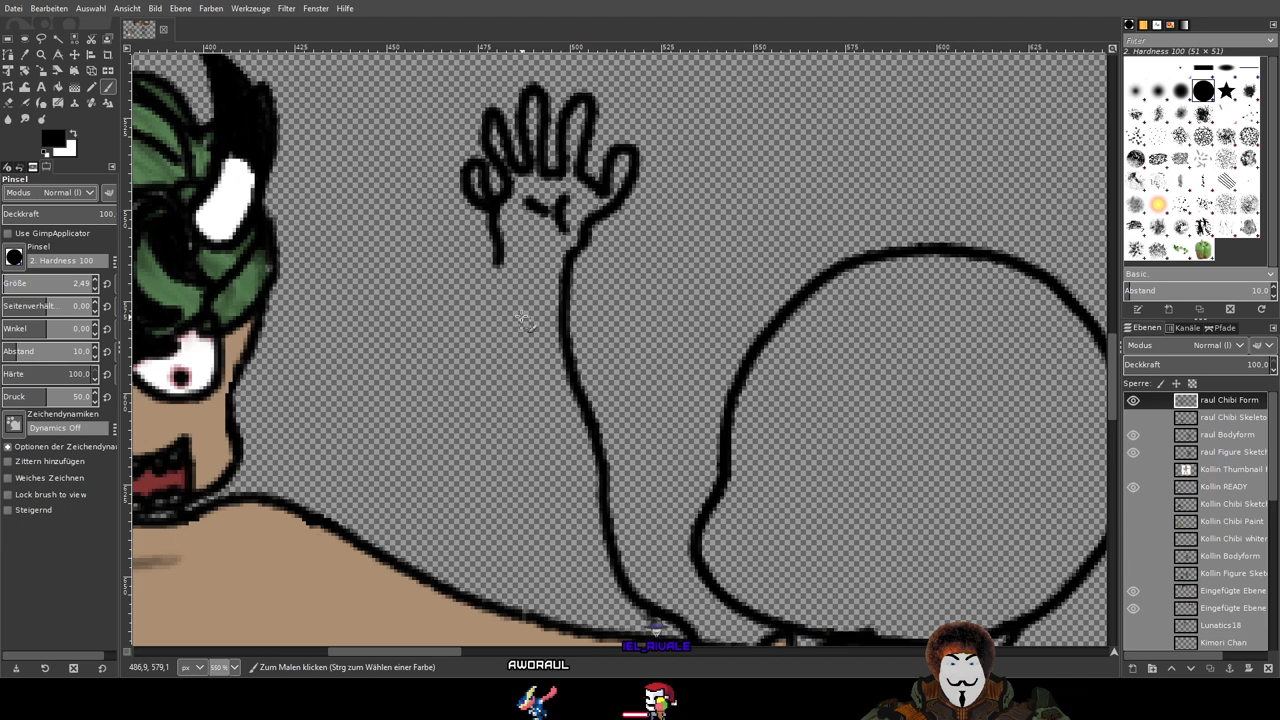 Datei Bearbeiten Auswahl Ansicht Bild Ebene Farben Werkzeuge Filter Fenster Hilfe
400 425 450 475 500 525 550 575 600 625
Filter
2. Hardness 100 (51 × 51)
Pinsel
Modus Normal (l)
Deckkraft 100,
Use GimpApplicator
Pinsel
2. Hardness 100
Größe 2,49
Seitenverhält... 0,00
Winkel 0,00
Abstand 10,0
Härte 100,0
Druck 50,0
Zeichendynamiken
Dynamics Off
Optionen der Zeichendyna
Zittern hinzufügen
Weiches Zeichnen
Lock brush to view
Steigernd
Basic,
Abstand 10,0
Ebenen Kanäle Pfade
Modus Normal (l)
Deckkraft 100,0
Sperre:
raul Chibi Form
raul Chibi Skeleto
raul Bodyform
raul Figure Sketch
Kollin Thumbnail
Kollin READY
Kollin Chibi Sketc
Kollin Chibi Paint
Kollin Chibi whiter
Kollin Bodyform
Kollin Figur Sket
Eingefügte Ebene
Eingefügte Ebene
Lunatics18
Kimori Chan
486,9, 579,1 px 550 % Zum Malen klicken (Strg zum Wählen einer Farbe)
AWORAUL